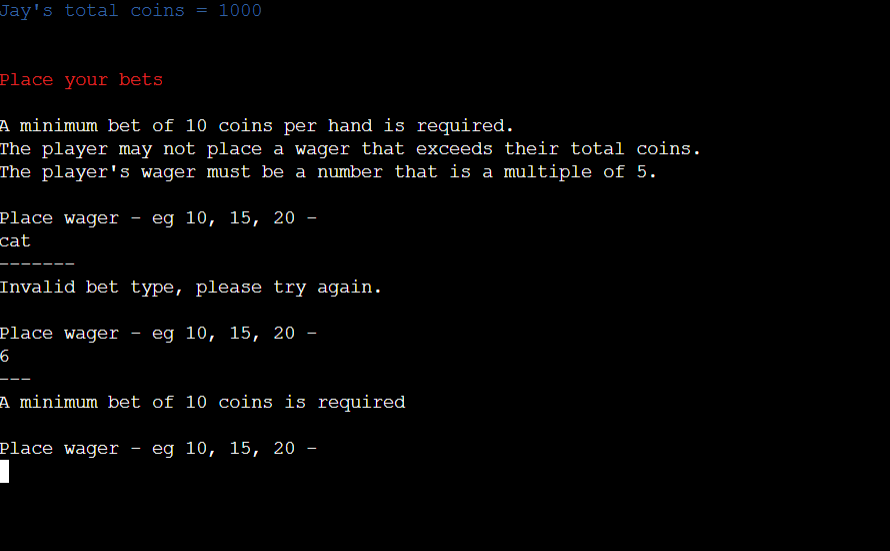 Jay's total coins = 1000
Place your bets
A minimum bet of 10 coins per hand is required.
The player may not place a wager that exceeds their total coins.
The player's wager must be a number that is a multiple of 5.
Place wager - eg 10, 15, 20 -
cat
-------
Invalid bet type, please try again.
Place wager - eg 10, 15, 20 -
6
---
A minimum bet of 10 coins is required
Place wager - eg 10, 15, 20 -